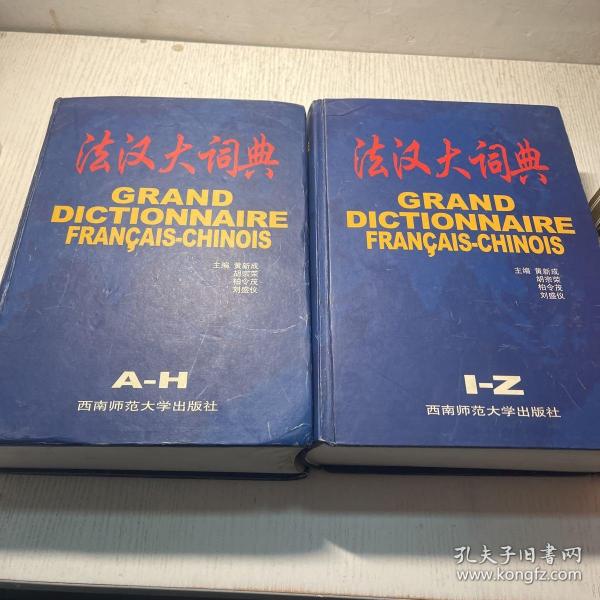 法汉大词典
GRAND
DICTIONNAIRE
FRANÇAIS-CHINOIS
主编 黄新成
胡宗荣
柏令茂
刘盛仪
A-H
西南师范大学出版社
法汉大词典
GRAND
DICTIONNAIRE
FRANÇAIS-CHINOIS
主编 黄新成
胡宗荣
柏令茂
刘盛仪
I-Z
西南师范大学出版社
孔夫子旧書网
www.kongfz.com